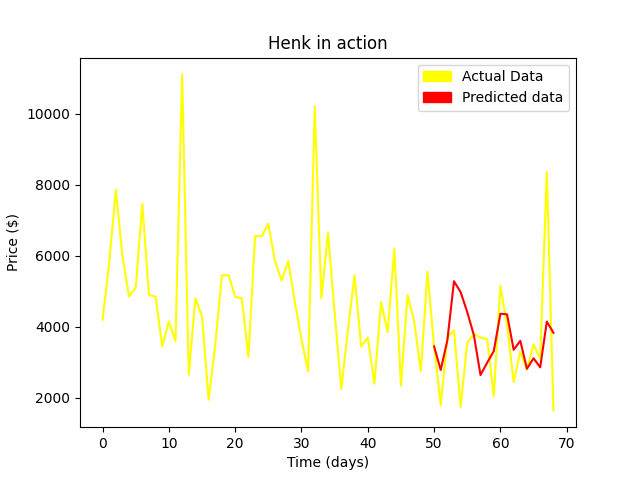 Henk in action
Actual Data
Predicted data
Price ($)
10000
8000
6000
4000
2000
0 10 20 30 40 50 60 70
Time (days)